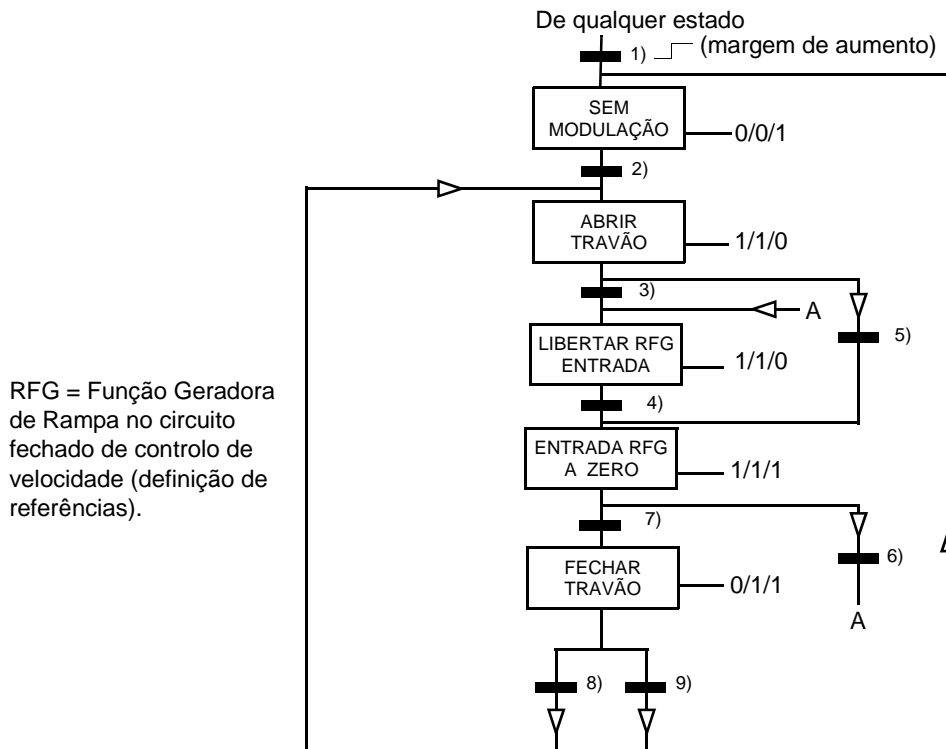 De qualquer estado
1)
(margem de aumento)
SEM
MODULAÇÃO
0/0/1
2)
ABRIR
TRAVÃO
1/1/0
3)
A
5)
LIBERTAR RFG
ENTRADA
1/1/0
RFG = Função Geradora
de Rampa no circuito
fechado de controlo de
velocidade (definição de
referências).
4)
ENTRADA RFG
A ZERO
1/1/1
7)
6)
FECHAR
TRAVÃO
0/1/1
A
8)
9)